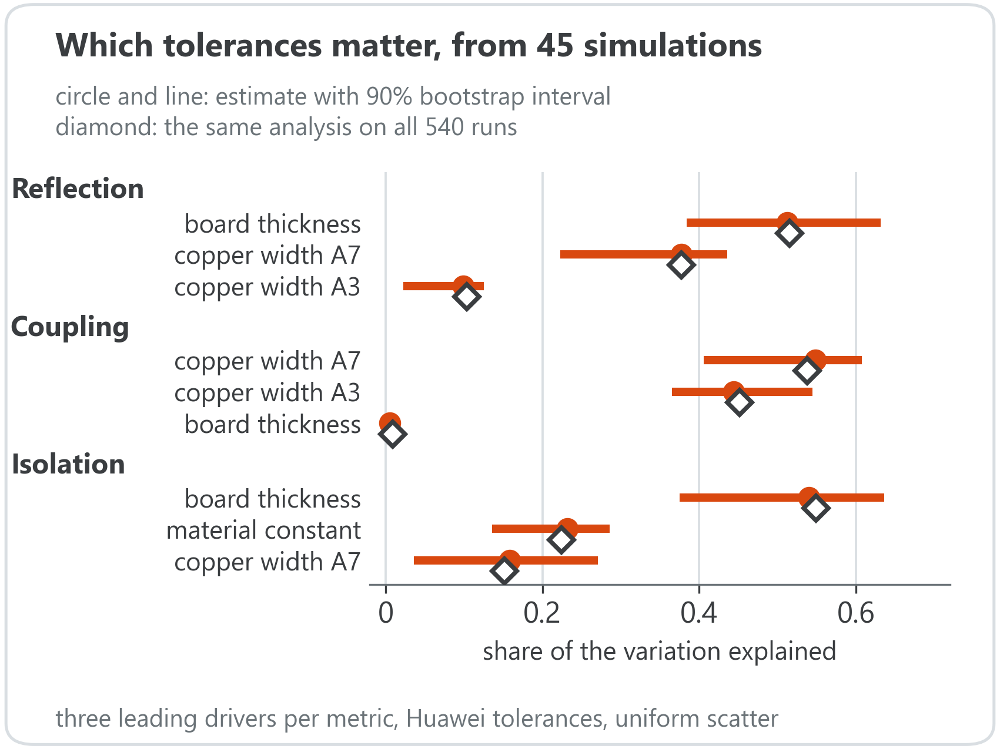 Which tolerances matter, from 45 simulations
circle and line: estimate with 90% bootstrap interval
diamond: the same analysis on all 540 runs
Reflection
board thickness
copper width A7
copper width A3
Coupling
copper width A7
copper width A3
board thickness
Isolation
board thickness
material constant
copper width A7
0 0.2 0.4 0.6
share of the variation explained
three leading drivers per metric, Huawei tolerances, uniform scatter